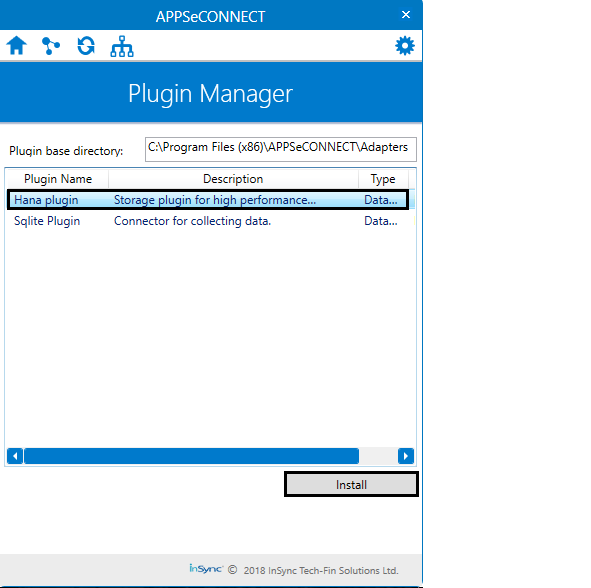 APPSeCONNECT
Plugin Manager
Plugin base directory: C:\Program Files (x86)\APPSeCONNECT\Adapters
Plugin Name Description Type
Hana plugin Storage plugin for high performance... Data...
Sqlite Plugin Connector for collecting data. Data...
Install
InSync © 2018 InSync Tech-Fin Solutions Ltd.